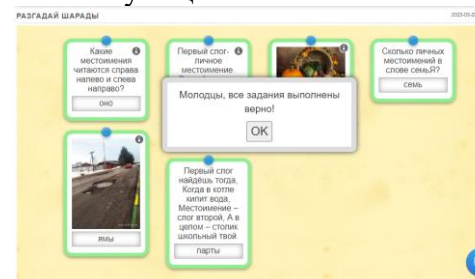 РАЗГАДАЙ ШАРАДЫ
Какие
местоимения
читаются справа
налево и слева
направо?
оно
Первый слог-
личное
местоимение
Сколько личных
местоимений в
слове семьЯ?
семь
Молодцы, все задания выполнены
верно!
OK
ямы
Первый слог
найдёшь тогда,
Когда в котле
кипит вода,
Местоимение –
слог второй, А в
целом – столик
школьный твой.
парты